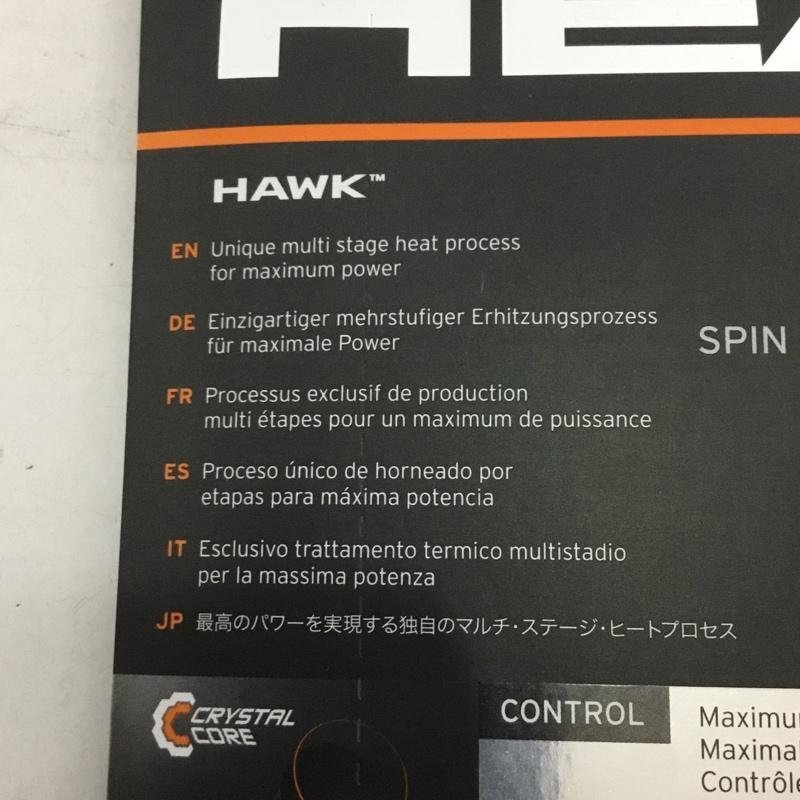 HAWK™
EN Unique multi stage heat process
for maximum power
DE Einzigartiger mehrstufiger Erhitzungsprozess
für maximale Power
SPIN
FR Processus exclusif de production
multi étapes pour un maximum de puissance
ES Proceso único de horneado por
etapas para máxima potencia
IT Esclusivo trattamento termico multistadio
per la massima potenza
JP 最高のパワーを実現する独自のマルチ・ステージ・ヒートプロセス
CRYSTAL
CORE
CONTROL